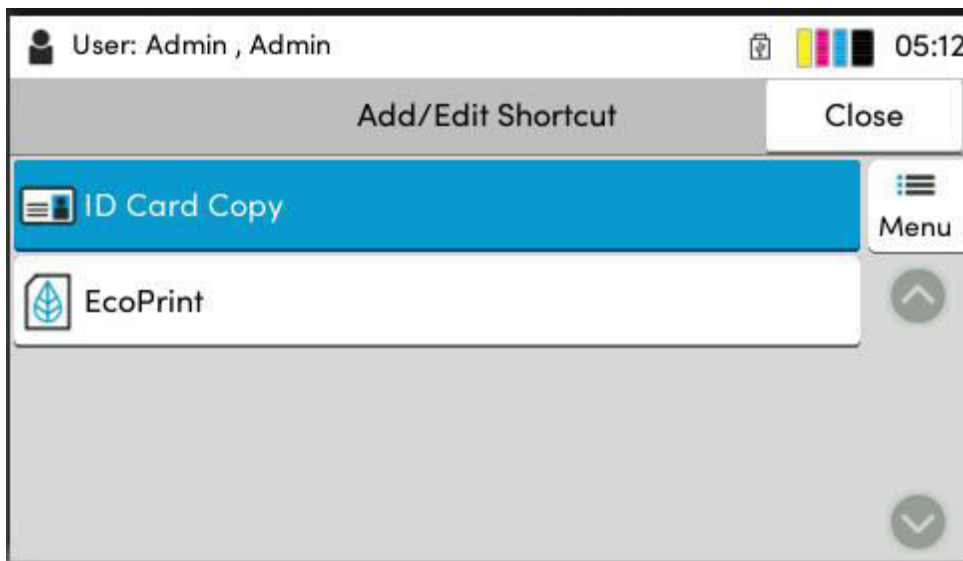 User: Admin , Admin 05:12
Add/Edit Shortcut Close
ID Card Copy
Menu
EcoPrint